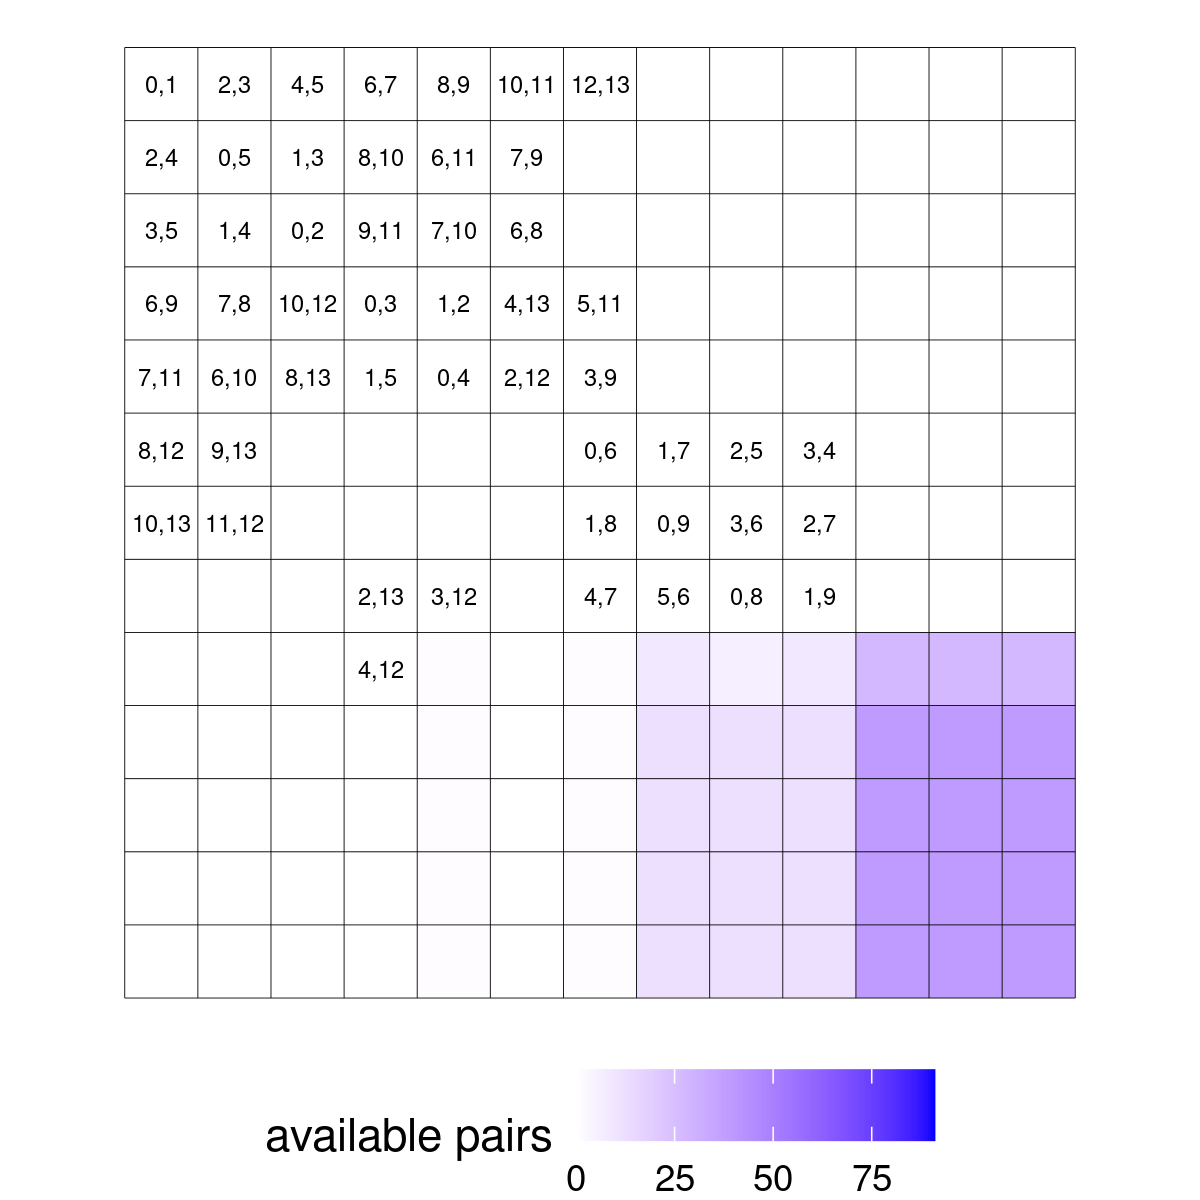 0,1 2,3 4,5 6,7 8,9 10,11 12,13
2,4 0,5 1,3 8,10 6,11 7,9
3,5 1,4 0,2 9,11 7,10 6,8
6,9 7,8 10,12 0,3 1,2 4,13 5,11
7,11 6,10 8,13 1,5 0,4 2,12 3,9
8,12 9,13 0,6 1,7 2,5 3,4
10,13 11,12 1,8 0,9 3,6 2,7
2,13 3,12 4,7 5,6 0,8 1,9
4,12
available pairs
0 25 50 75